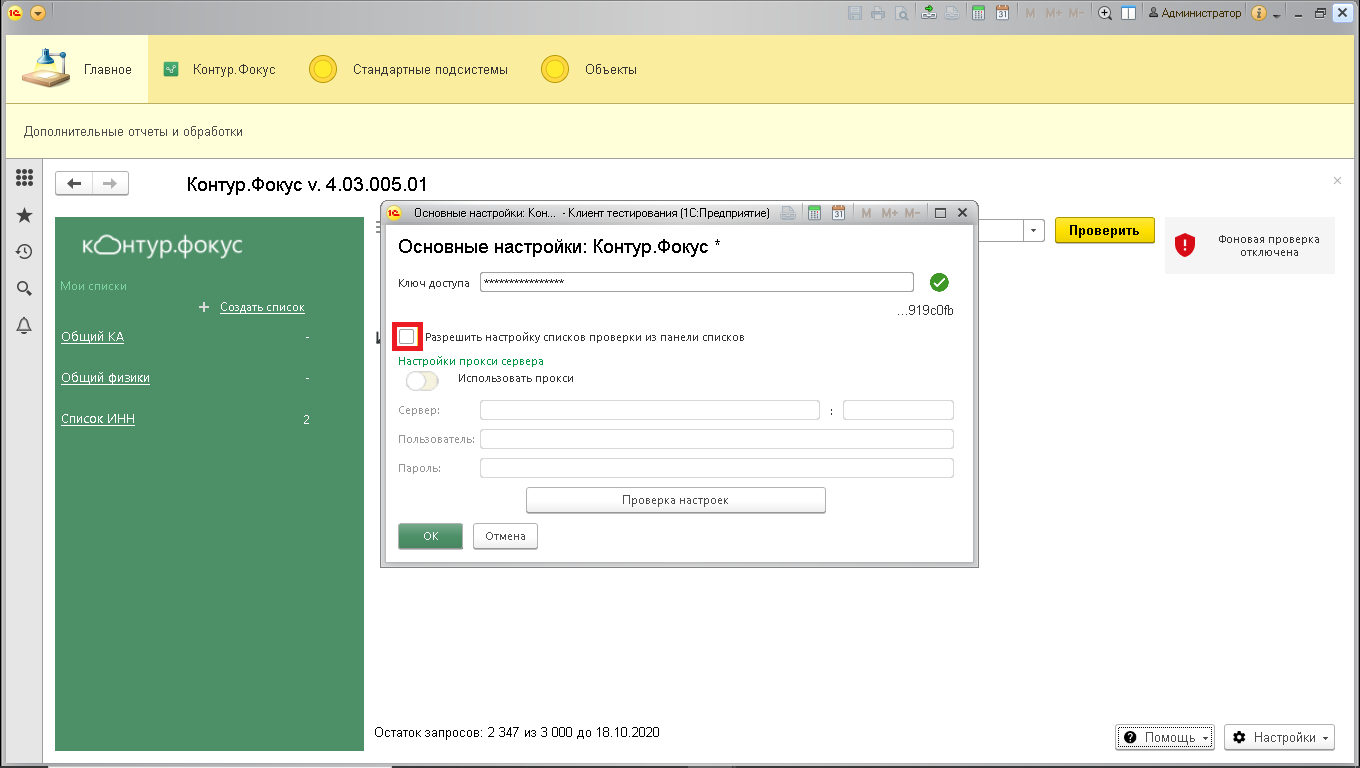 1С
31
M M+ M-
Администратор
Главное
Контур.Фокус
Стандартные подсистемы
Объекты
Дополнительные отчеты и обработки
Контур.Фокус v. 4.03.005.01
контур.фокус
Мои списки
+ Создать список
Общий КА -
Общий физики -
Список ИНН 2
Проверить
Фоновая проверка
отключена
1С Основные настройки: Кон... - Клиент тестирования (1С:Предприятие) 31 M M+ M-
Основные настройки: Контур.Фокус *
Ключ доступа *****************
...919c0fb
Разрешить настройку списков проверки из панели списков
Настройки прокси сервера
Использовать прокси
Сервер: :
Пользователь:
Пароль:
Проверка настроек
ОК Отмена
Остаток запросов: 2 347 из 3 000 до 18.10.2020
Помощь
Настройки